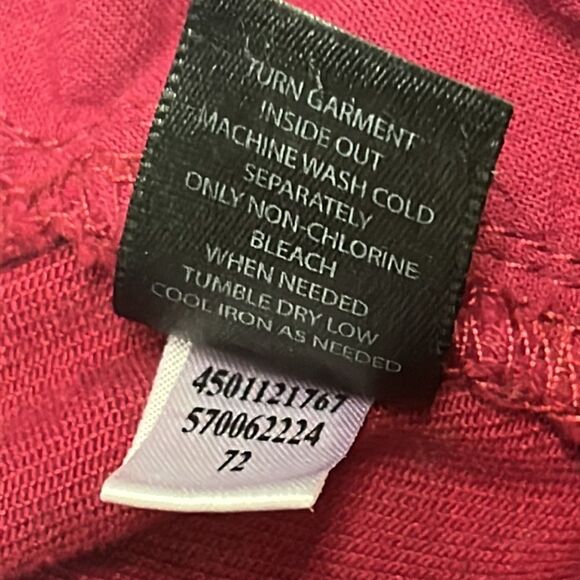 TURN GARMENT
INSIDE OUT
MACHINE WASH COLD
SEPARATELY
ONLY NON-CHLORINE
BLEACH
WHEN NEEDED
TUMBLE DRY LOW
COOL IRON AS NEEDED
4501121767
570062224
72